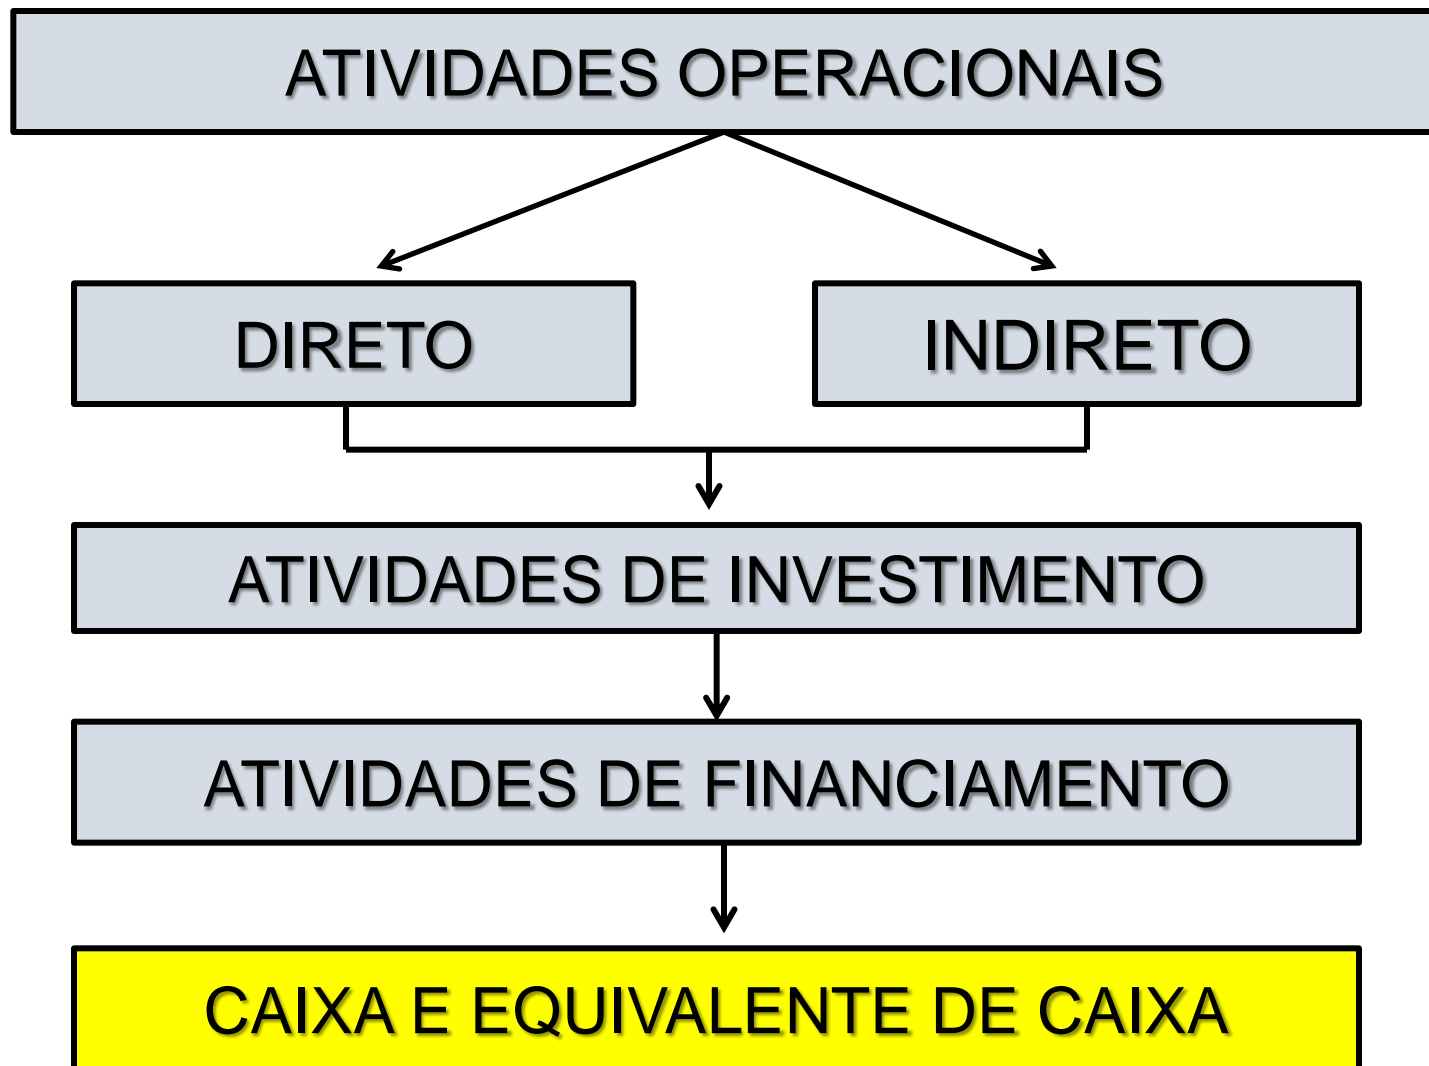 ATIVIDADES OPERACIONAIS
DIRETO
INDIRETO
ATIVIDADES DE INVESTIMENTO
ATIVIDADES DE FINANCIAMENTO
CAIXA E EQUIVALENTE DE CAIXA